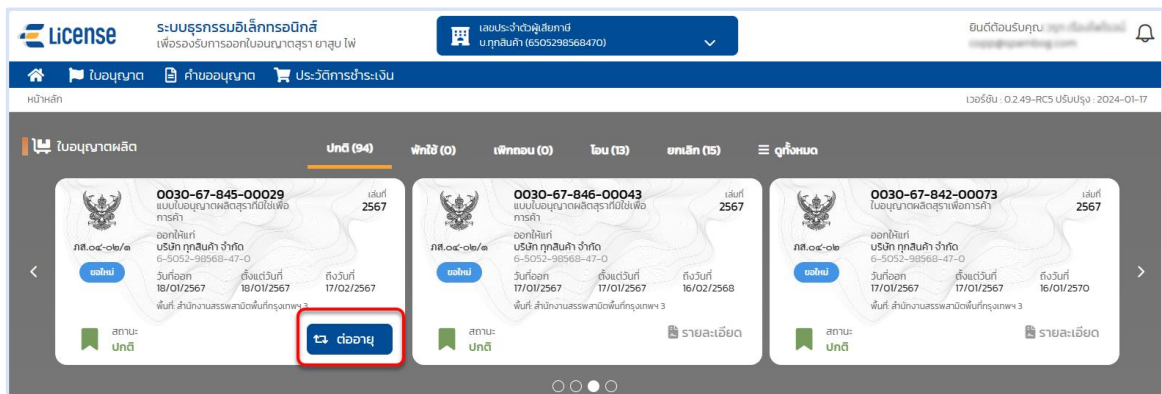 License
ระบบธุรกรรมอิเล็กทรอนิกส์
เพื่อรองรับการออกใบอนุญาตสุรา ยาสูบ ไพ่
เลขประจำตัวผู้เสียภาษี
บ.ทุกสินค้า (6505298568470)
ยินดีต้อนรับคุณ
ใบอนุญาต คำขออนุญาต ประวัติการชำระเงิน
หน้าหลัก
เวอร์ชัน : 0.2.49-RC5 ปรับปรุง : 2024-01-17
ใบอนุญาตผลิต
ปกติ (94) พักใช้ (0) เพิกถอน (0) โอน (13) ยกเลิก (15) ดูทั้งหมด
ภส.๐๔-๐๒/๑
ขอใหม่
0030-67-845-00029
เล่มที่
2567
แบบใบอนุญาตผลิตสุราที่มิใช่เพื่อ
การค้า
ออกให้แก่
บริษัท ทุกสินค้า จำกัด
6-5052-98568-47-0
วันที่ออก ตั้งแต่วันที่ ถึงวันที่
18/01/2567 18/01/2567 17/02/2567
พื้นที่ สำนักงานสรรพสามิตพื้นที่กรุงเทพฯ 3
สถานะ
ปกติ
ต่ออายุ
ภส.๐๔-๐๒/๑
ขอใหม่
0030-67-846-00043
เล่มที่
2567
แบบใบอนุญาตผลิตสุราที่มิใช่เพื่อ
การค้า
ออกให้แก่
บริษัท ทุกสินค้า จำกัด
6-5052-98568-47-0
วันที่ออก ตั้งแต่วันที่ ถึงวันที่
17/01/2567 17/01/2567 16/02/2568
พื้นที่ สำนักงานสรรพสามิตพื้นที่กรุงเทพฯ 3
สถานะ
ปกติ
รายละเอียด
ภส.๐๔-๐๒
ขอใหม่
0030-67-842-00073
เล่มที่
2567
ใบอนุญาตผลิตสุราเพื่อการค้า
ออกให้แก่
บริษัท ทุกสินค้า จำกัด
6-5052-98568-47-0
วันที่ออก ตั้งแต่วันที่ ถึงวันที่
17/01/2567 17/01/2567 16/01/2570
พื้นที่ สำนักงานสรรพสามิตพื้นที่กรุงเทพฯ 3
สถานะ
ปกติ
รายละเอียด